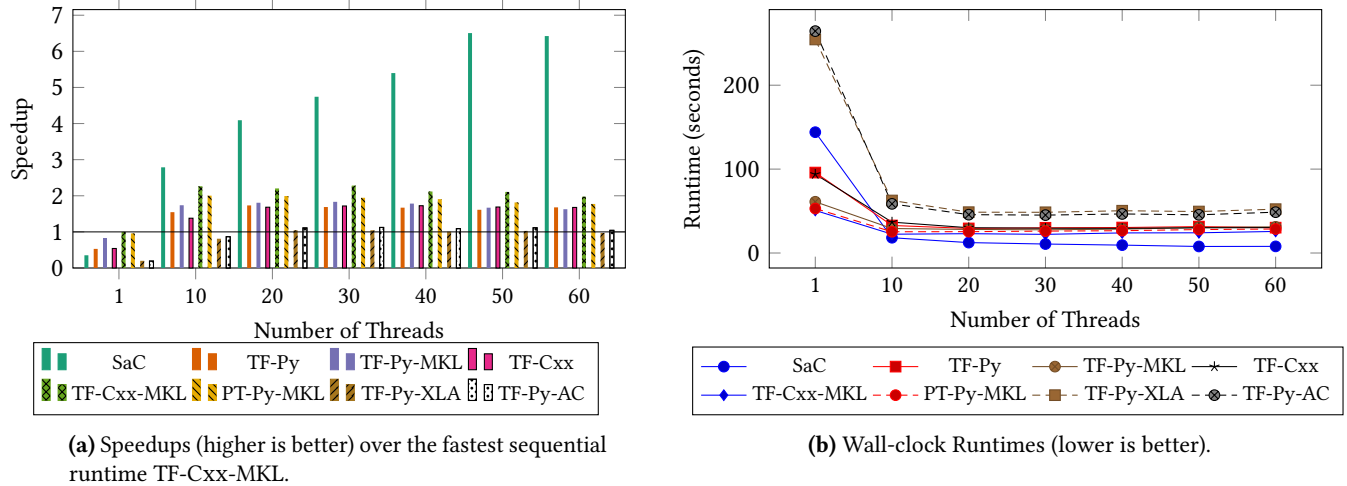 7
6
5
4
3
2
1
0
Speedup
1 10 20 30 40 50 60
Number of Threads
SaC TF-Py TF-Py-MKL TF-Cxx
TF-Cxx-MKL PT-Py-MKL TF-Py-XLA TF-Py-AC
(a) Speedups (higher is better) over the fastest sequential
runtime TF-Cxx-MKL.
200
100
0
Runtime (seconds)
1 10 20 30 40 50 60
Number of Threads
SaC TF-Py TF-Py-MKL TF-Cxx
TF-Cxx-MKL PT-Py-MKL TF-Py-XLA TF-Py-AC
(b) Wall-clock Runtimes (lower is better).